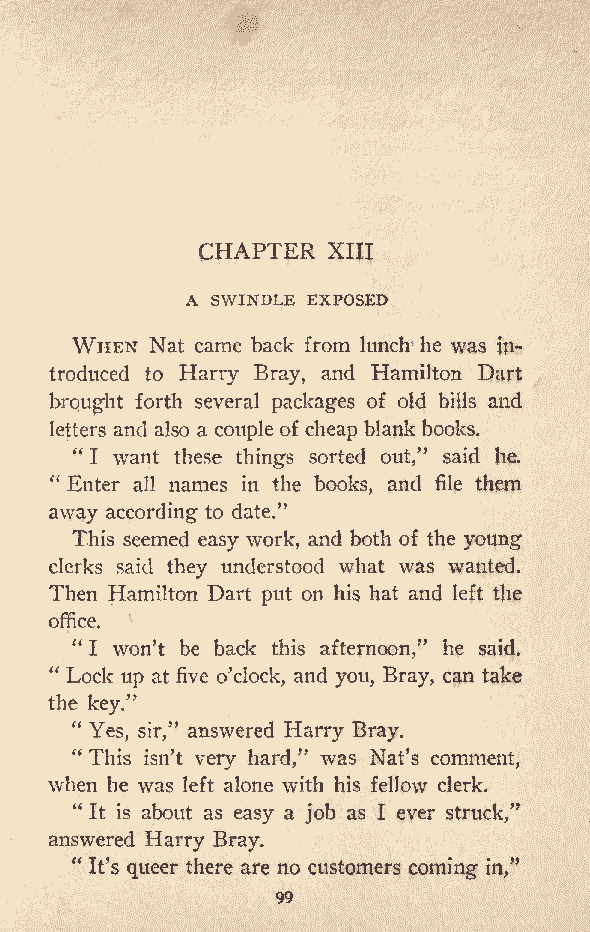 CHAPTER XIII
A SWINDLE EXPOSED
WHEN Nat came back from lunch he was in-
troduced to Harry Bray, and Hamilton Dart
brought forth several packages of old bills and
letters and also a couple of cheap blank books.
"I want these things sorted out," said he.
"Enter all names in the books, and file them
away according to date."
This seemed easy work, and both of the young
clerks said they understood what was wanted.
Then Hamilton Dart put on his hat and left the
office.
"I won't be back this afternoon," he said.
"Lock up at five o'clock, and you, Bray, can take
the key."
"Yes, sir," answered Harry Bray.
"This isn't very hard," was Nat's comment,
when he was left alone with his fellow clerk.
"It is about as easy a job as I ever struck,"
answered Harry Bray.
"It's queer there are no customers coming in,"
99